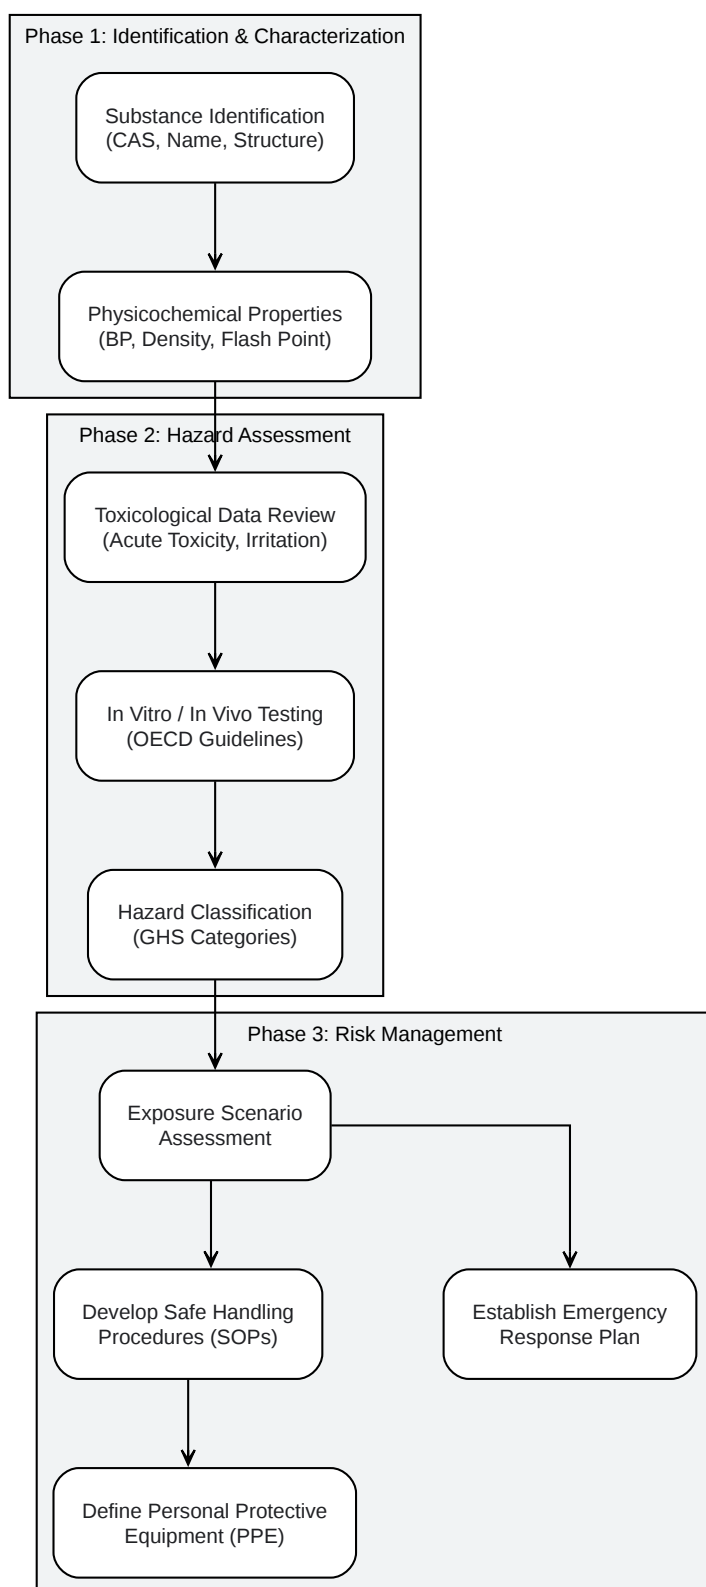 Phase 1: Identification & Characterization
Substance Identification
(CAS, Name, Structure)
Physicochemical Properties
(BP, Density, Flash Point)
Phase 2: Hazard Assessment
Toxicological Data Review
(Acute Toxicity, Irritation)
In Vitro / In Vivo Testing
(OECD Guidelines)
Hazard Classification
(GHS Categories)
Phase 3: Risk Management
Exposure Scenario
Assessment
Develop Safe Handling
Procedures (SOPs)
Establish Emergency
Response Plan
Define Personal Protective
Equipment (PPE)